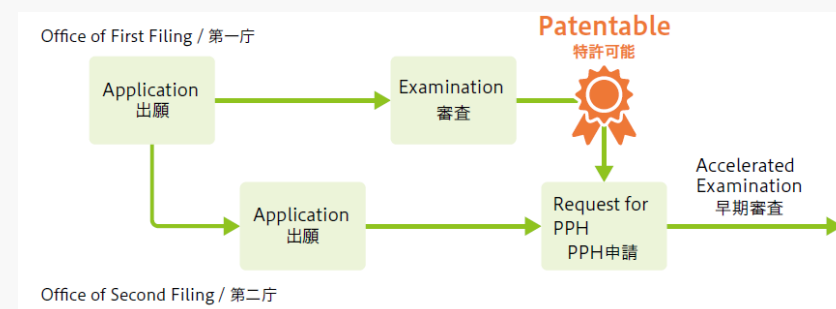 Office of First Filing / 第一庁
Patentable
特許可能
Application
出願
Examination
審査
Application
出願
Request for
PPH
PPH申請
Accelerated
Examination
早期審査
Office of Second Filing / 第二庁